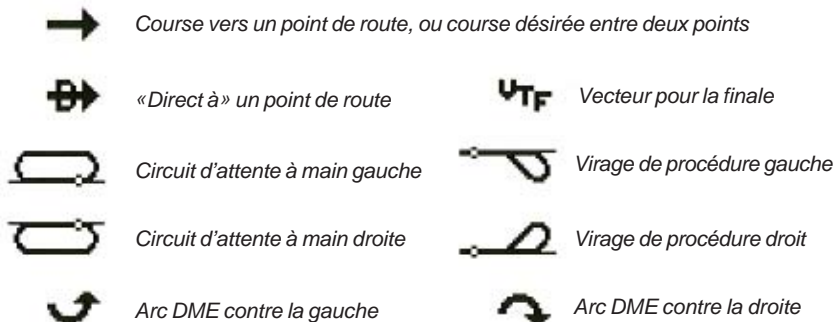 Course vers un point de route, ou course désirée entre deux points
«Direct à» un point de route
VTF Vecteur pour la finale
Circuit d'attente à main gauche
Virage de procédure gauche
Circuit d'attente à main droite
Virage de procédure droit
Arc DME contre la gauche
Arc DME contre la droite